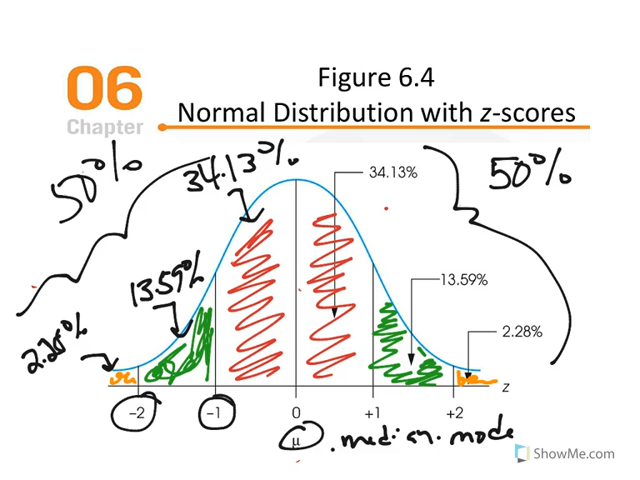 06
Chapter
Figure 6.4
Normal Distribution with z-scores
50%
34.13%
34.13%
50%
13.59%
13.59%
2.28%
2.28%
z
-2
-1
0
+1
+2
μ . median . mode
ShowMe.com